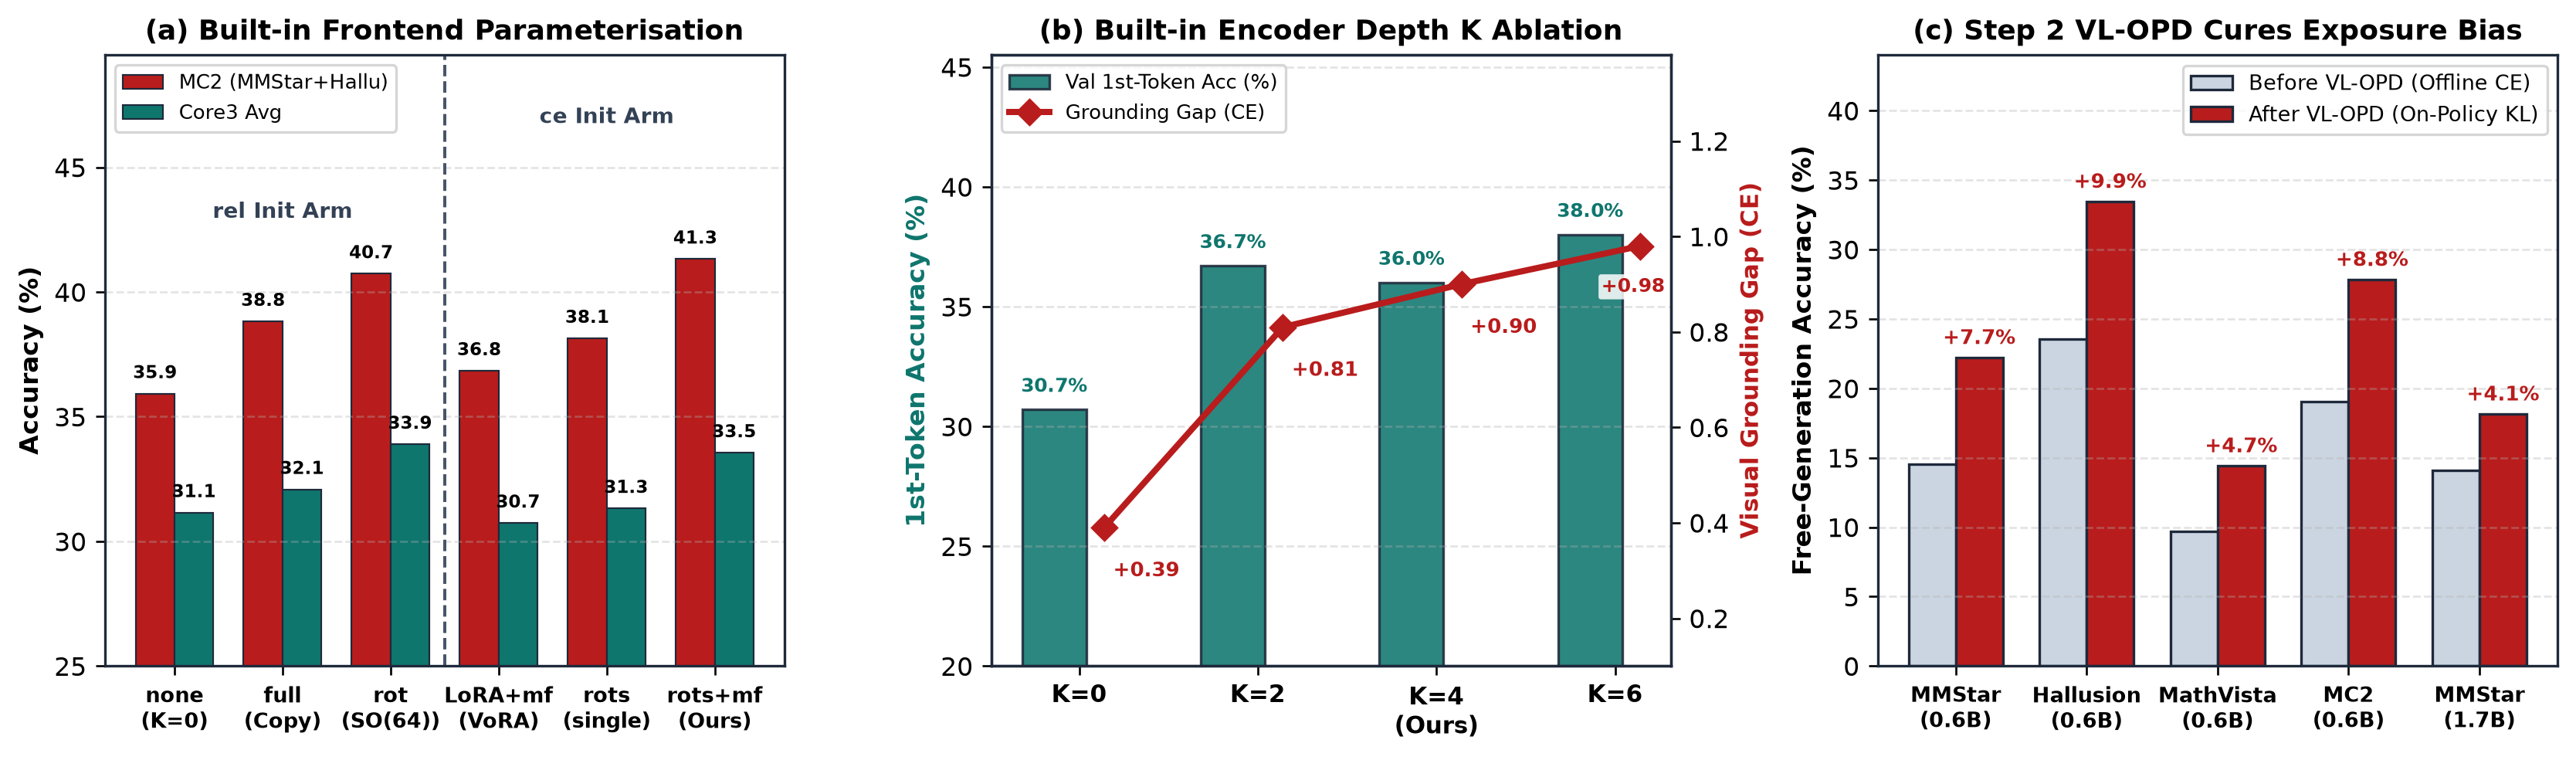 (a) Built-in Frontend Parameterisation
MC2 (MMStar+Hallu)
Core3 Avg
rel Init Arm
ce Init Arm
Accuracy (%)
45
40
35
30
25
35.9
31.1
38.8
32.1
40.7
33.9
36.8
30.7
38.1
31.3
41.3
33.5
none
(K=0)
full
(Copy)
rot
(SO(64))
LoRA+mf
(VoRA)
rots
(single)
rots+mf
(Ours)
(b) Built-in Encoder Depth K Ablation
Val 1st-Token Acc (%)
Grounding Gap (CE)
1st-Token Accuracy (%)
45
40
35
30
25
20
30.7%
36.7%
36.0%
38.0%
+0.39
+0.81
+0.90
+0.98
1.2
1.0
0.8
0.6
0.4
0.2
Visual Grounding Gap (CE)
K=0
K=2
K=4
(Ours)
K=6
(c) Step 2 VL-OPD Cures Exposure Bias
Before VL-OPD (Offline CE)
After VL-OPD (On-Policy KL)
Free-Generation Accuracy (%)
40
35
30
25
20
15
10
5
0
+7.7%
+9.9%
+4.7%
+8.8%
+4.1%
MMStar
(0.6B)
Hallusion
(0.6B)
MathVista
(0.6B)
MC2
(0.6B)
MMStar
(1.7B)